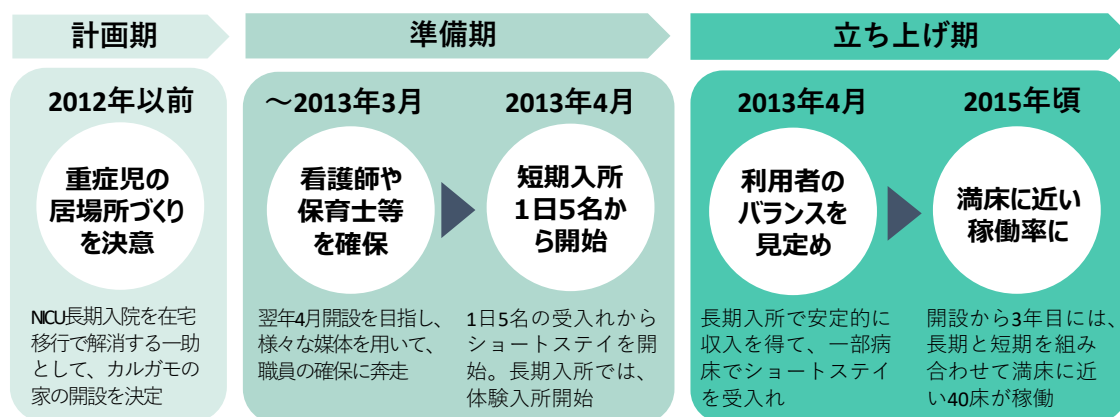 計画期
準備期
立ち上げ期
2012年以前
重症児の
居場所づくり
を決意
NICU長期入院を在宅
移行で解消する一助
として、カルガモの
家の開設を決定
～2013年3月
看護師や
保育士等
を確保
翌年4月開設を目指し、
様々な媒体を用いて、
職員の確保に奔走
2013年4月
短期入所
1日5名か
ら開始
1日5名の受入れから
ショートステイを開
始。長期入所では、
体験入所開始
2013年4月
利用者の
バランスを
見定め
長期入所で安定的に
収入を得て、一部病
床でショートステイ
を受入れ
2015年頃
満床に近い
稼働率に
開設から3年目には、
長期と短期を組み
合わせて満床に近
い40床が稼働